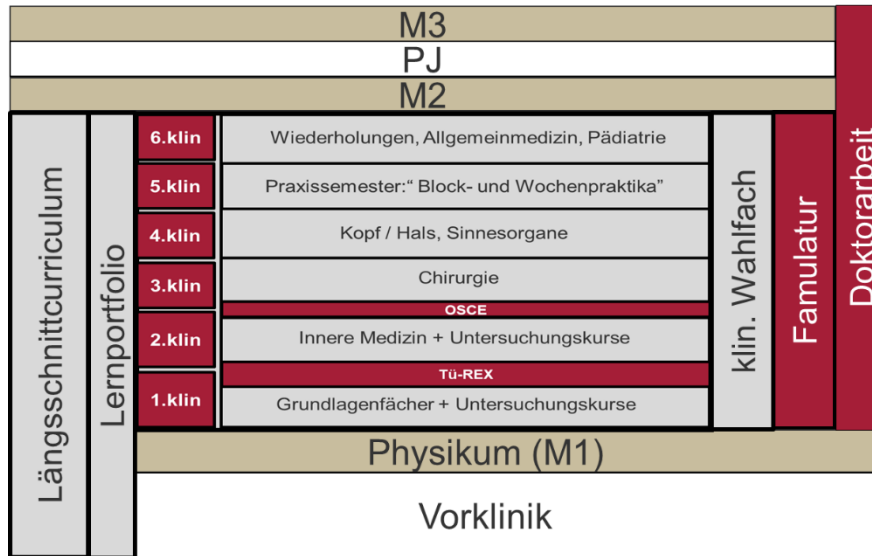 M3
PJ
M2
Längsschnittcurriculum
Lernportfolio
6.klin
Wiederholungen, Allgemeinmedizin, Pädiatrie
5.klin
Praxissemester:“ Block- und Wochenpraktika”
4.klin
Kopf / Hals, Sinnesorgane
3.klin
Chirurgie
OSCE
2.klin
Innere Medizin + Untersuchungskurse
Tü-REX
1.klin
Grundlagenfächer + Untersuchungskurse
klin. Wahlfach
Famulatur
Doktorarbeit
Physikum (M1)
Vorklinik